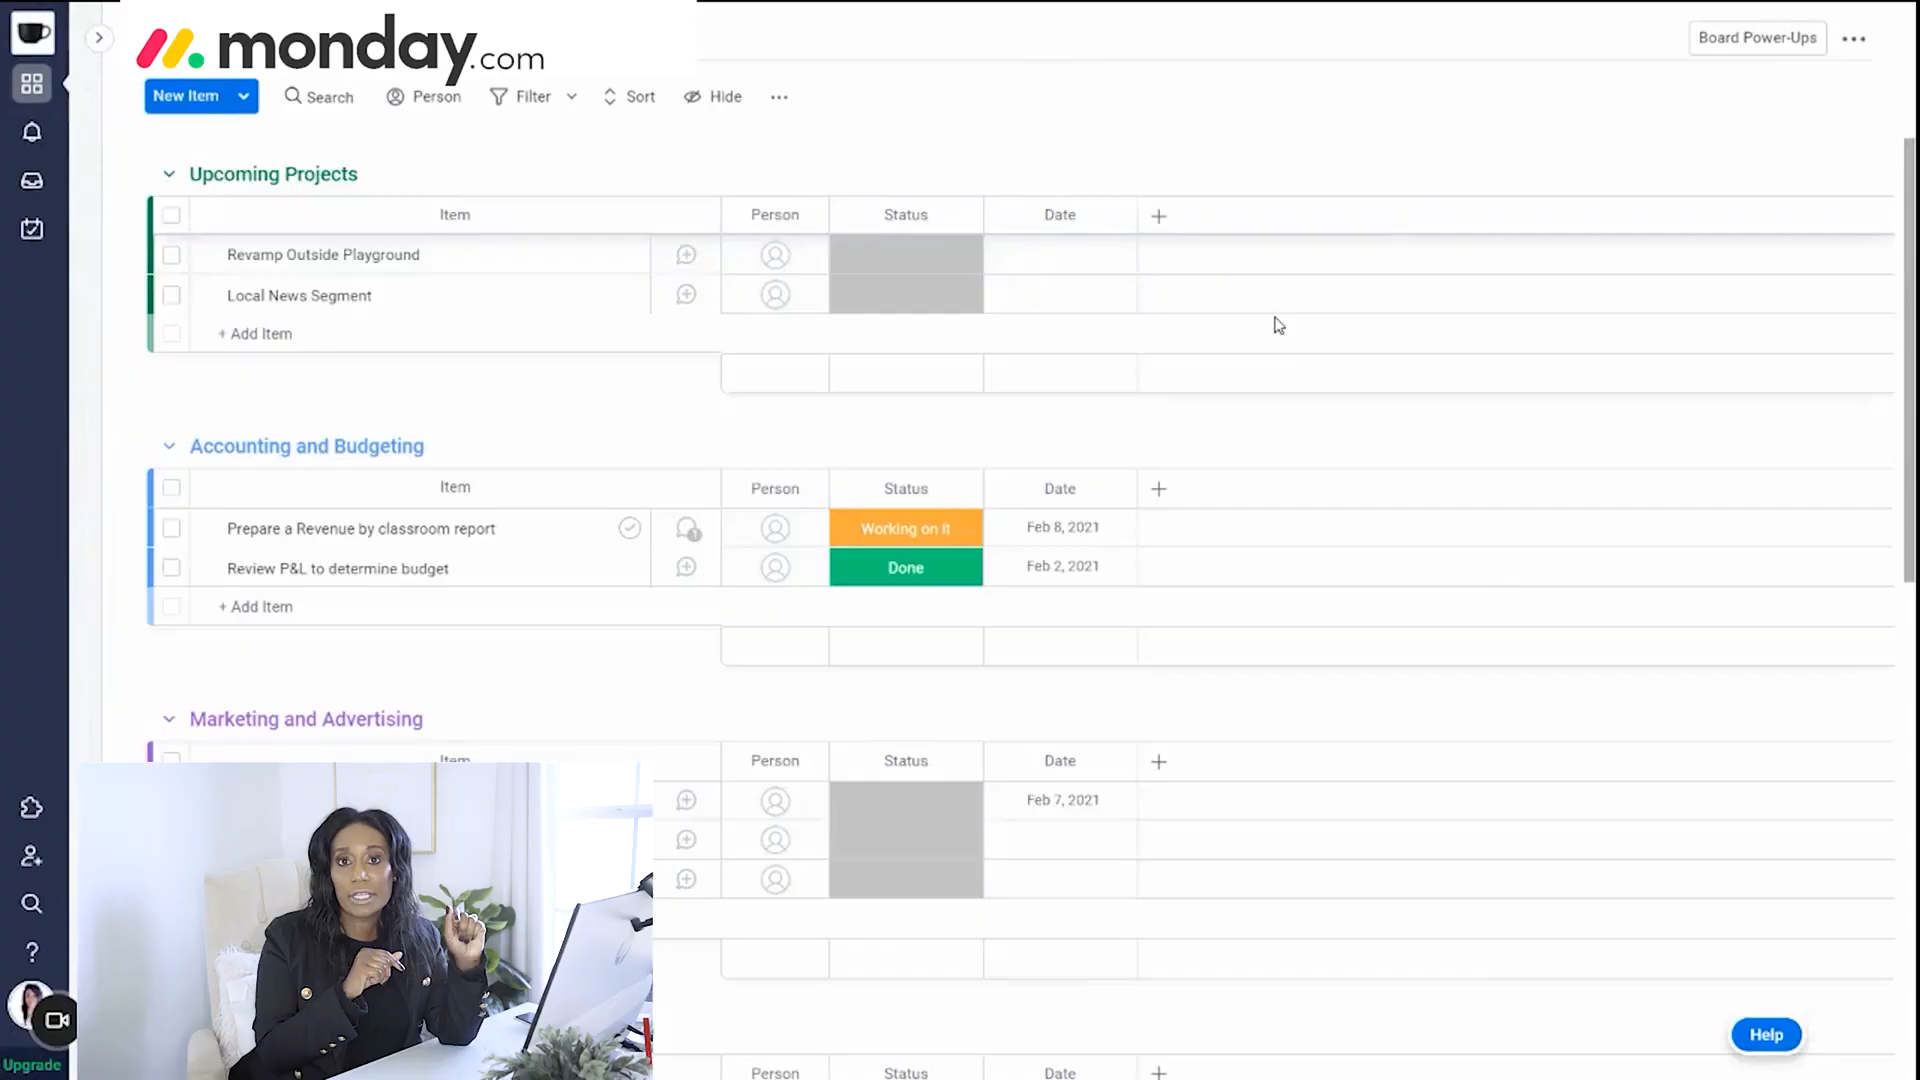 monday.com
Board Power-Ups
New Item Search Person Filter Sort Hide
Upcoming Projects
Item Person Status Date
Revamp Outside Playground
Local News Segment
+ Add Item
Accounting and Budgeting
Item Person Status Date
Prepare a Revenue by classroom report 1 Working on It Feb 8, 2021
Review P&L to determine budget Done Feb 2, 2021
+ Add Item
Marketing and Advertising
Item Person Status Date
Feb 7, 2021
Help
Upgrade
Person Status Date